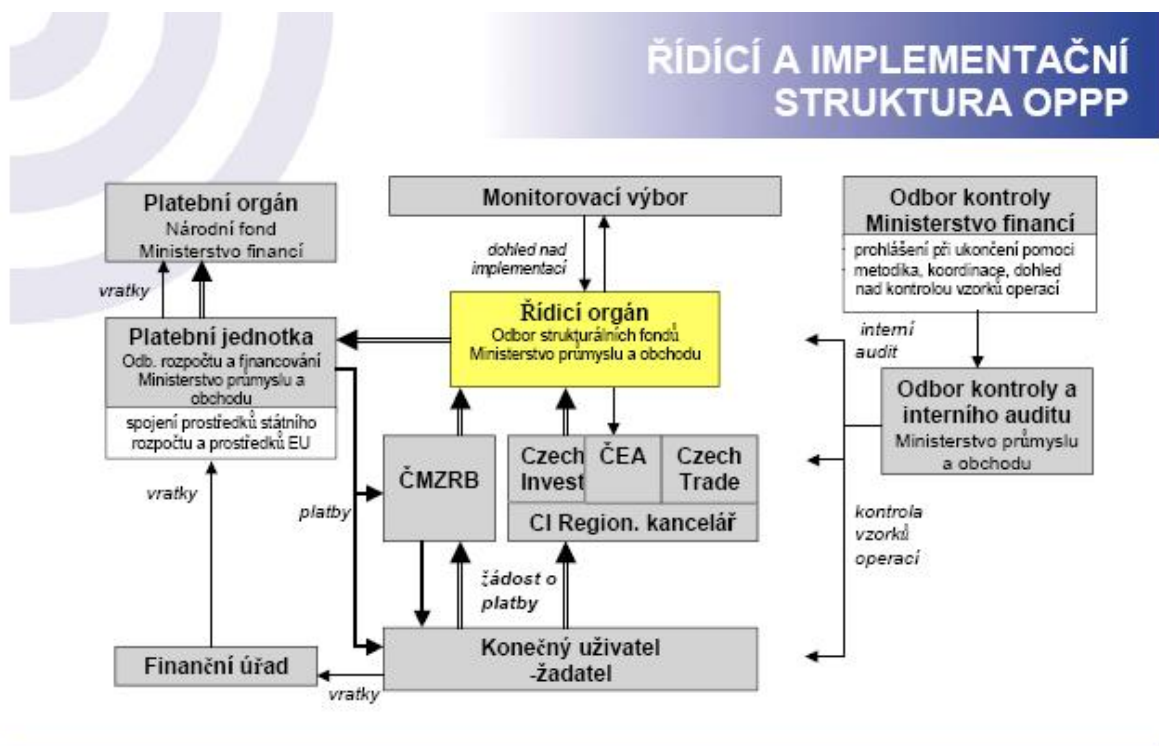 ŘÍDÍCÍ A IMPLEMENTAČNÍ
STRUKTURA OPPP
Platební orgán
Národní fond
Ministerstvo financí
Monitorovací výbor
Odbor kontroly
Ministerstvo financí
- prohlášení při ukončení pomoci
- metodika, koordinace, dohled
nad kontrolou vzorků operací
dohled nad
implementací
vratky
Řídicí orgán
Odbor strukturálních fondů
Ministerstvo průmyslu a obchodu
Platební jednotka
Odb. rozpočtu a financování
Ministerstvo průmyslu a
obchodu
spojení prostředků státního
rozpočtu a prostředků EU
interní
audit
Odbor kontroly a
interního auditu
Ministerstvo průmyslu
a obchodu
ČMZRB
Czech
Invest
ČEA
Czech
Trade
CI Region. kancelář
vratky
platby
kontrola
vzorků
operací
žádost o
platby
Konečný uživatel
-žadatel
Finanční úřad
vratky